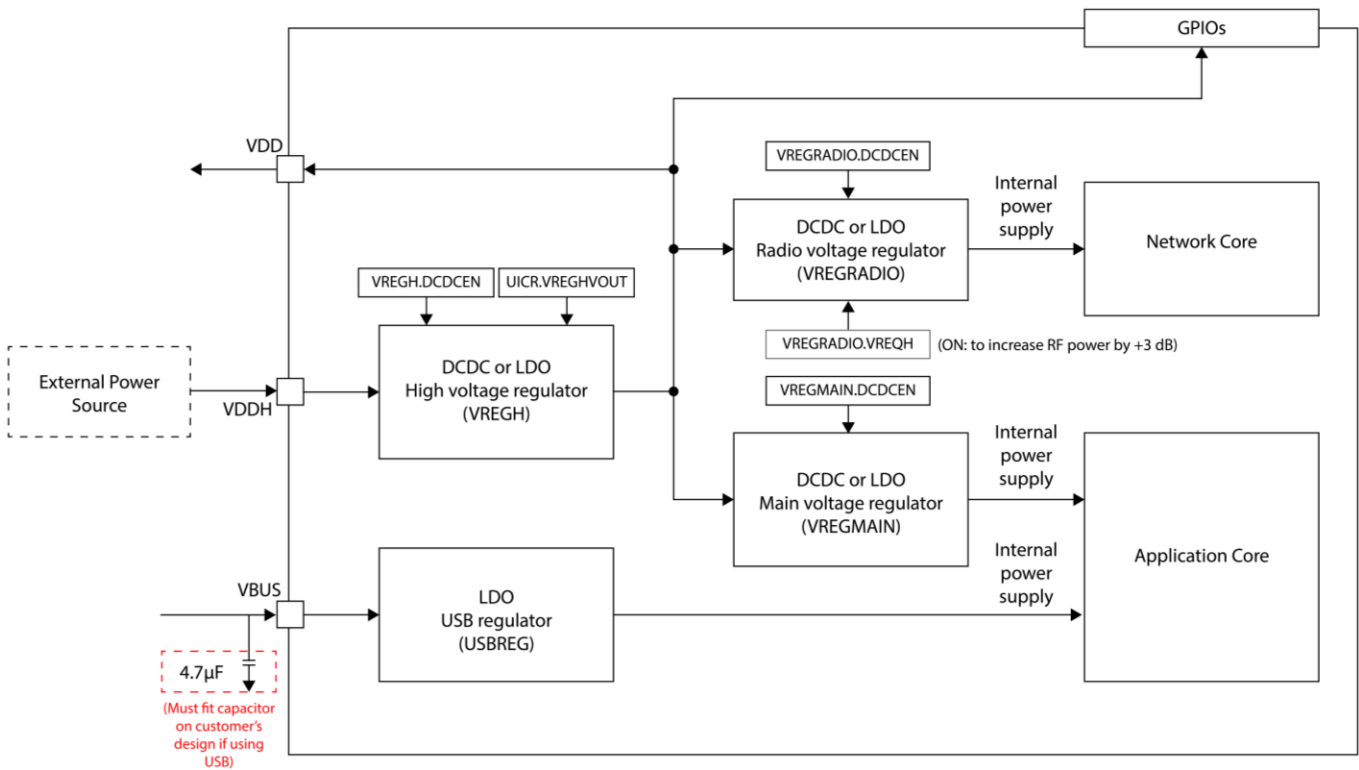 GPIOs
VDD
VREGRADIO.DCDCEN
DCDC or LDO
Radio voltage regulator
(VREGRADIO)
Internal
power
supply
Network Core
VREGH.DCDCEN
UICR.VREGHVOUT
VREGRADIO.VREQH
(ON: to increase RF power by +3 dB)
External Power
Source
VDDH
DCDC or LDO
High voltage regulator
(VREGH)
VREGMAIN.DCDCEN
DCDC or LDO
Main voltage regulator
(VREGMAIN)
Internal
power
supply
Application Core
VBUS
LDO
USB regulator
(USBREG)
Internal
power
supply
4.7µF
(Must fit capacitor
on customer's
design if using
USB)